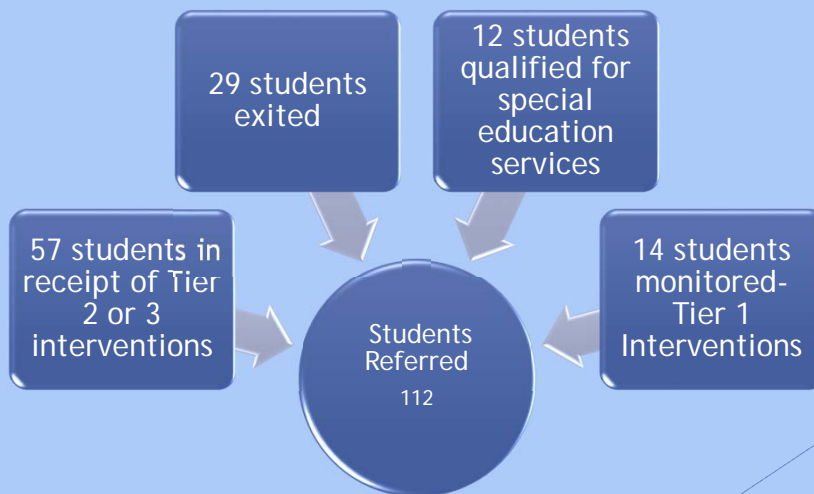 57 students in
receipt of Tier
2 or 3
interventions
29 students
exited
12 students
qualified for
special
education
services
14 students
monitored-
Tier 1
Interventions
Students
Referred
112